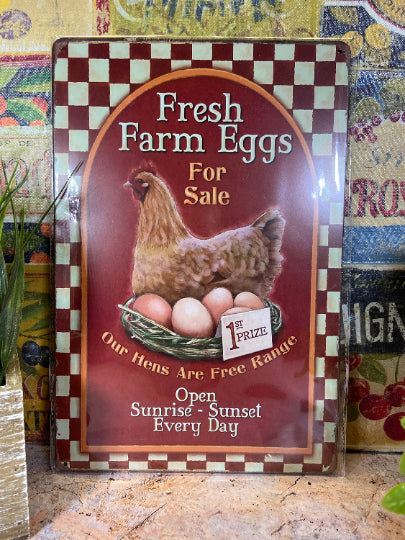 Fresh
Farm Eggs
For
Sale
1ST
PRIZE
Our Hens Are Free Range
Open
Sunrise - Sunset
Every Day